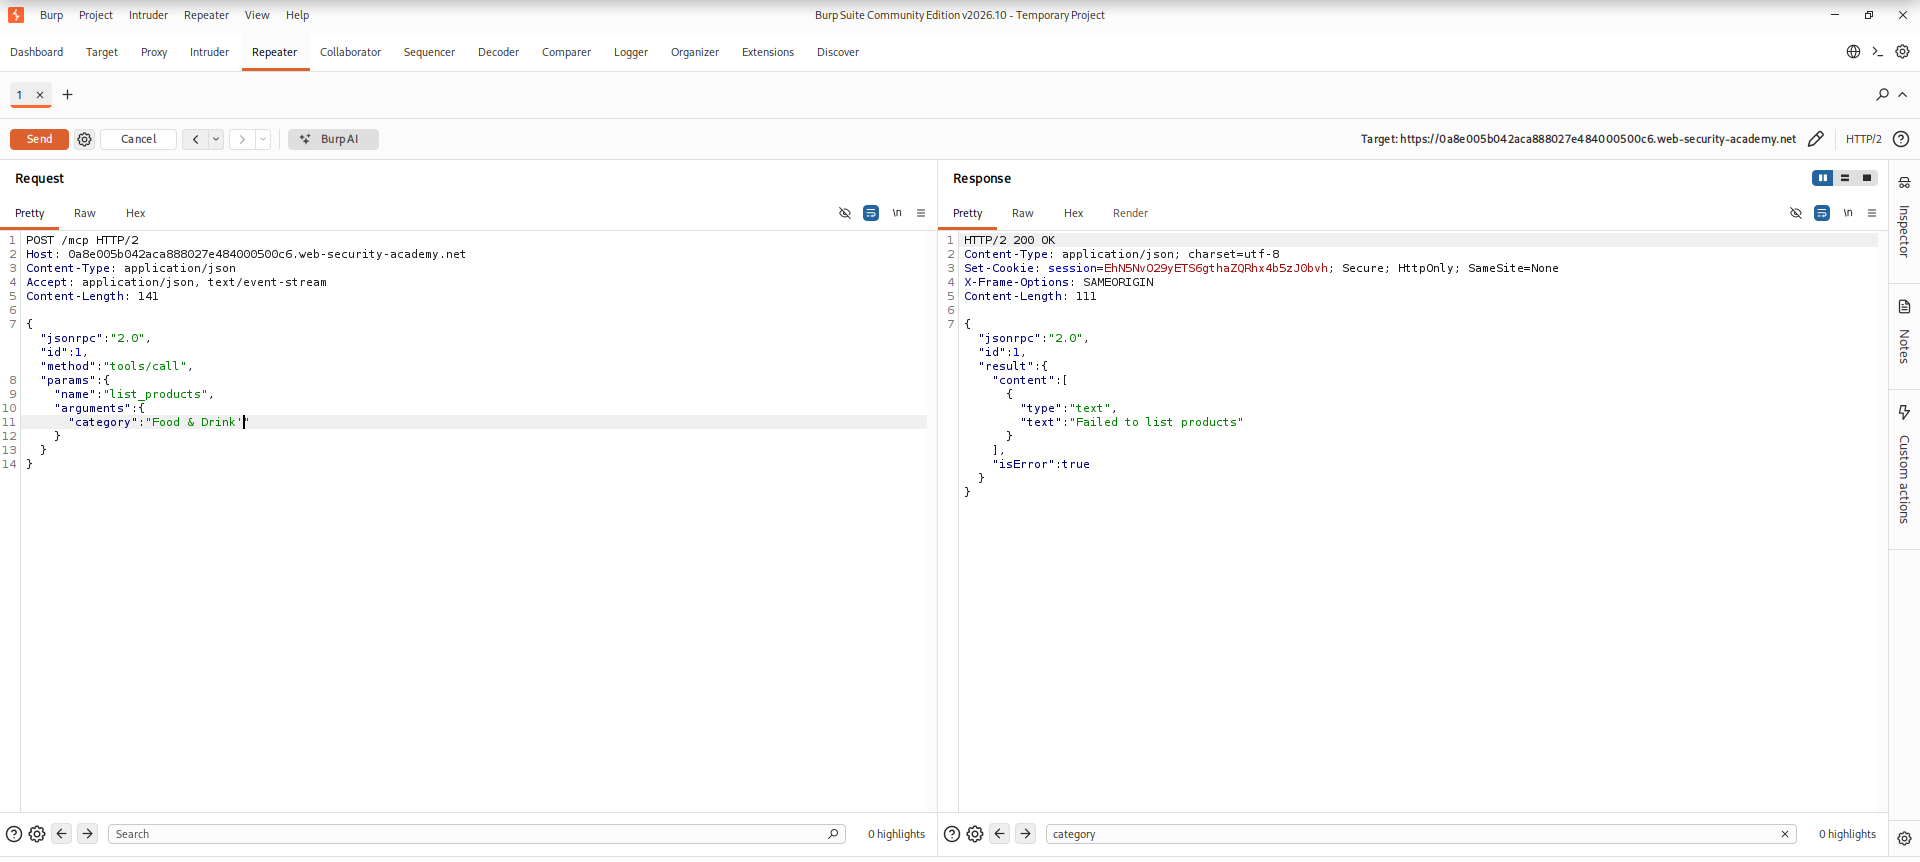 Burp Project Intruder Repeater View Help
Burp Suite Community Edition v2026.10 - Temporary Project
Dashboard Target Proxy Intruder Repeater Collaborator Sequencer Decoder Comparer Logger Organizer Extensions Discover
1
Send Cancel Burp AI
Target: https://0a8e005b042aca888027e484000500c6.web-security-academy.net HTTP/2
Request
Pretty Raw Hex
\n
1 POST /mcp HTTP/2
2 Host: 0a8e005b042aca888027e484000500c6.web-security-academy.net
3 Content-Type: application/json
4 Accept: application/json, text/event-stream
5 Content-Length: 141
6
7 {
"jsonrpc":"2.0",
"id":1,
"method":"tools/call",
8 "params":{
9 "name":"list_products",
10 "arguments":{
11 "category":"Food & Drink'"
12 }
13 }
14 }
Search
0 highlights
Response
Pretty Raw Hex Render
\n
1 HTTP/2 200 OK
2 Content-Type: application/json; charset=utf-8
3 Set-Cookie: session=EhN5NvO29yETS6gthaZQRhx4b5zJ0bvh; Secure; HttpOnly; SameSite=None
4 X-Frame-Options: SAMEORIGIN
5 Content-Length: 111
6
7 {
"jsonrpc":"2.0",
"id":1,
"result":{
"content":[
{
"type":"text",
"text":"Failed to list products"
}
],
"isError":true
}
}
category
0 highlights
Inspector
Notes
Custom actions